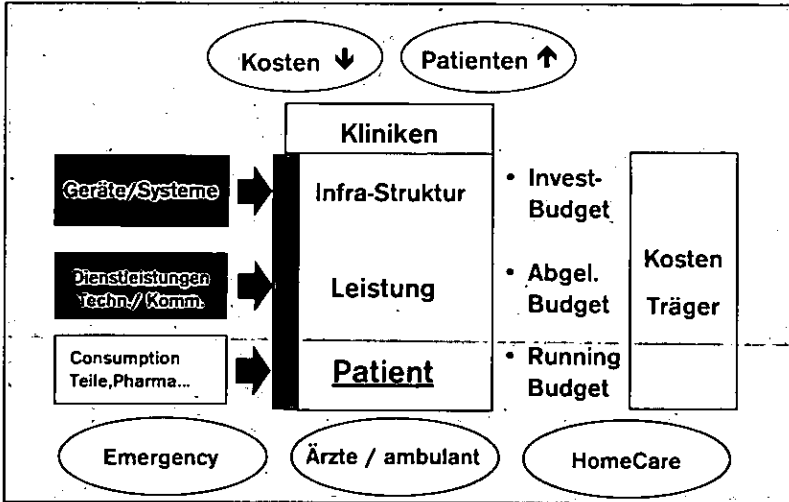 Kosten ↓
Patienten ↑
Kliniken
Geräte/Systeme
Infra-Struktur
• Invest-
Budget
Dienstleistungen
Techn./ Komm.
Leistung
• Abgel.
Budget
Kosten
Träger
Consumption
Teile,Pharma...
Patient
• Running
Budget
Emergency
Ärzte / ambulant
HomeCare